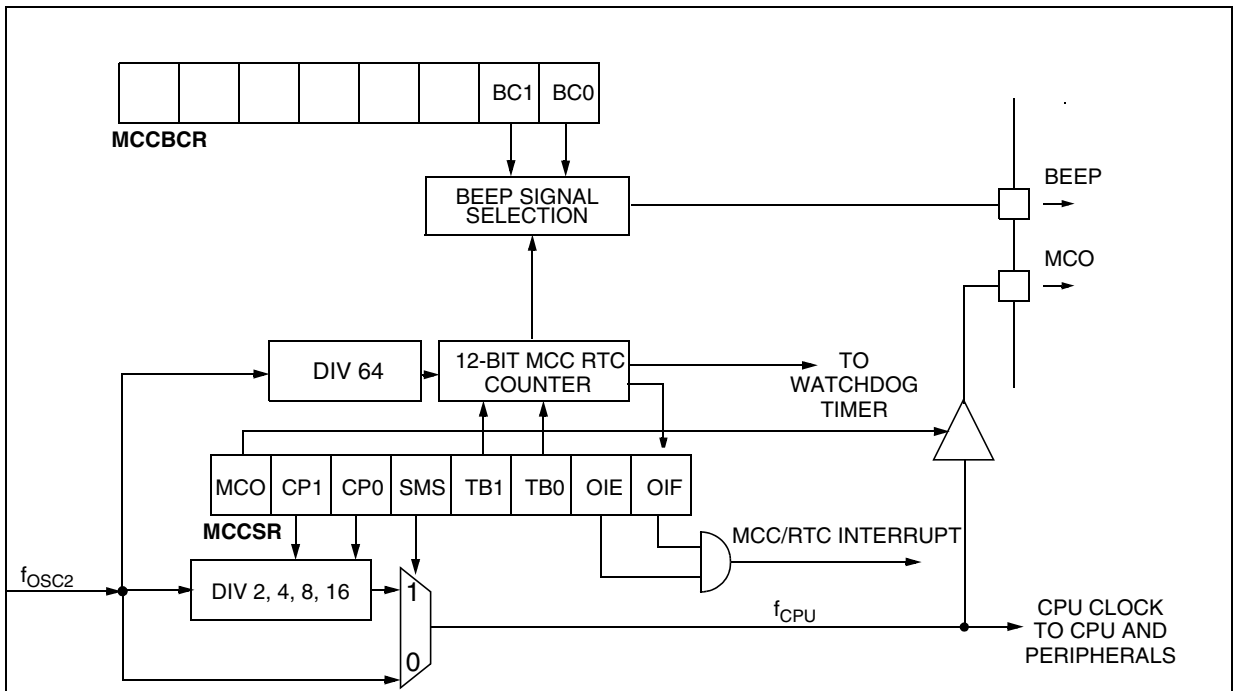 BC1 BC0
MCCBCR
BEEP SIGNAL
SELECTION
BEEP
MCO
DIV 64
12-BIT MCC RTC
COUNTER
TO
WATCHDOG
TIMER
MCO CP1 CP0 SMS TB1 TB0 OIE OIF
MCCSR
MCC/RTC INTERRUPT
fOSC2
DIV 2, 4, 8, 16
1
0
fCPU
CPU CLOCK
TO CPU AND
PERIPHERALS